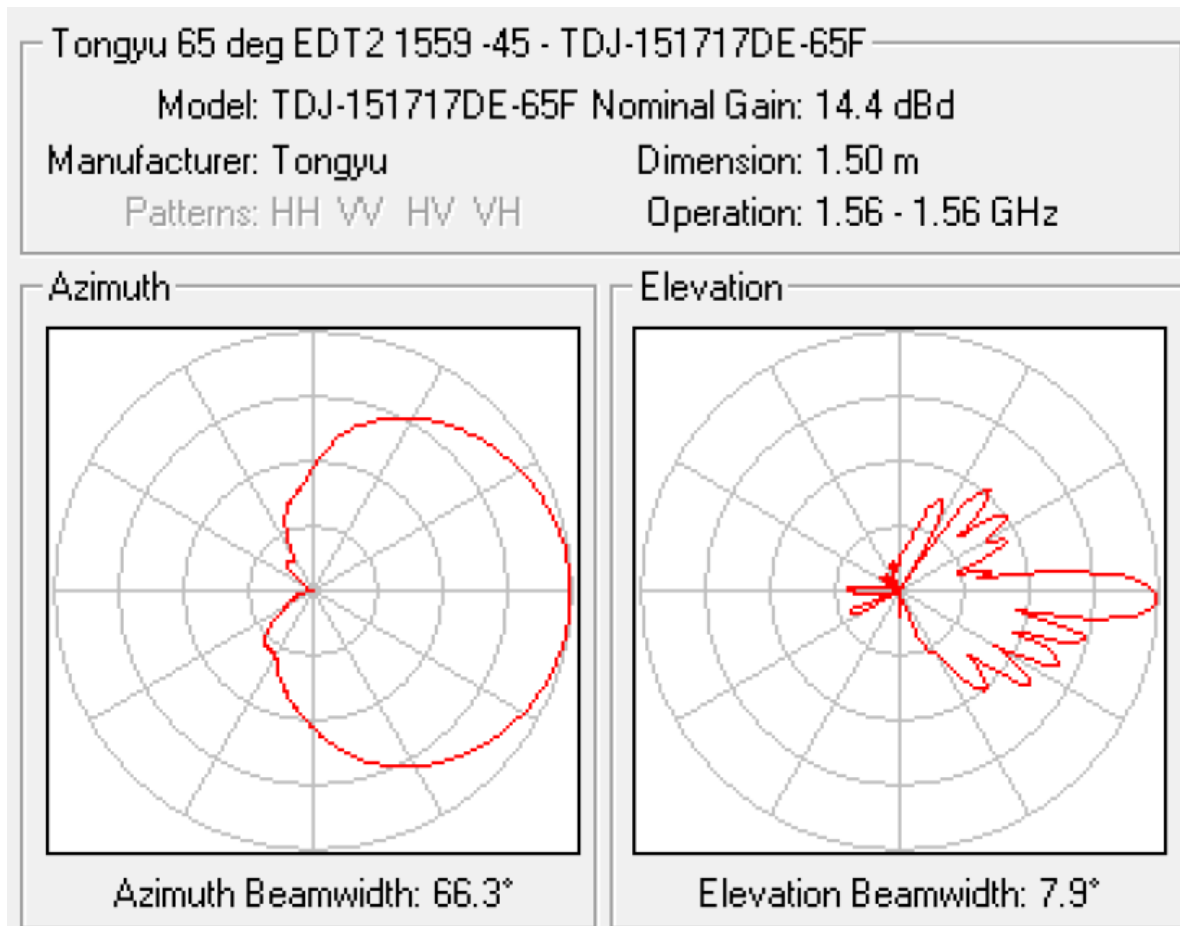 Tongyu 65 deg EDT2 1559 -45 - TDJ-151717DE-65F
Model: TDJ-151717DE-65F Nominal Gain: 14.4 dBd
Manufacturer: Tongyu Dimension: 1.50 m
Patterns: HH VV HV VH Operation: 1.56 - 1.56 GHz
Azimuth Elevation
Azimuth Beamwidth: 66.3° Elevation Beamwidth: 7.9°